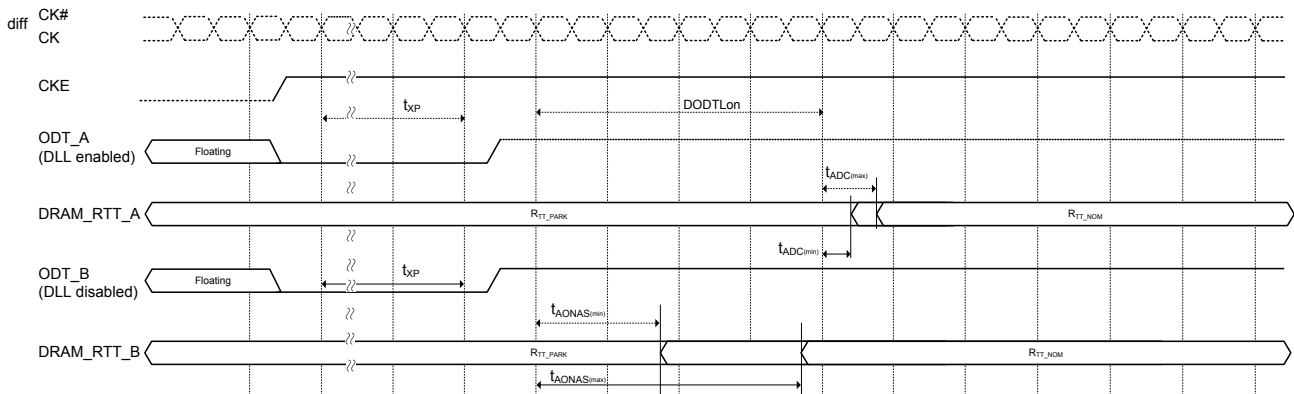 diff CK#
CK
CKE
tXP
DODTLon
ODT_A
(DLL enabled)
Floating
tADC(max)
DRAM_RTT_A
RTT_PARK
RTT_NOM
tADC(min)
ODT_B
(DLL disabled)
Floating
tXP
tAONAS(min)
DRAM_RTT_B
RTT_PARK
RTT_NOM
tAONAS(max)